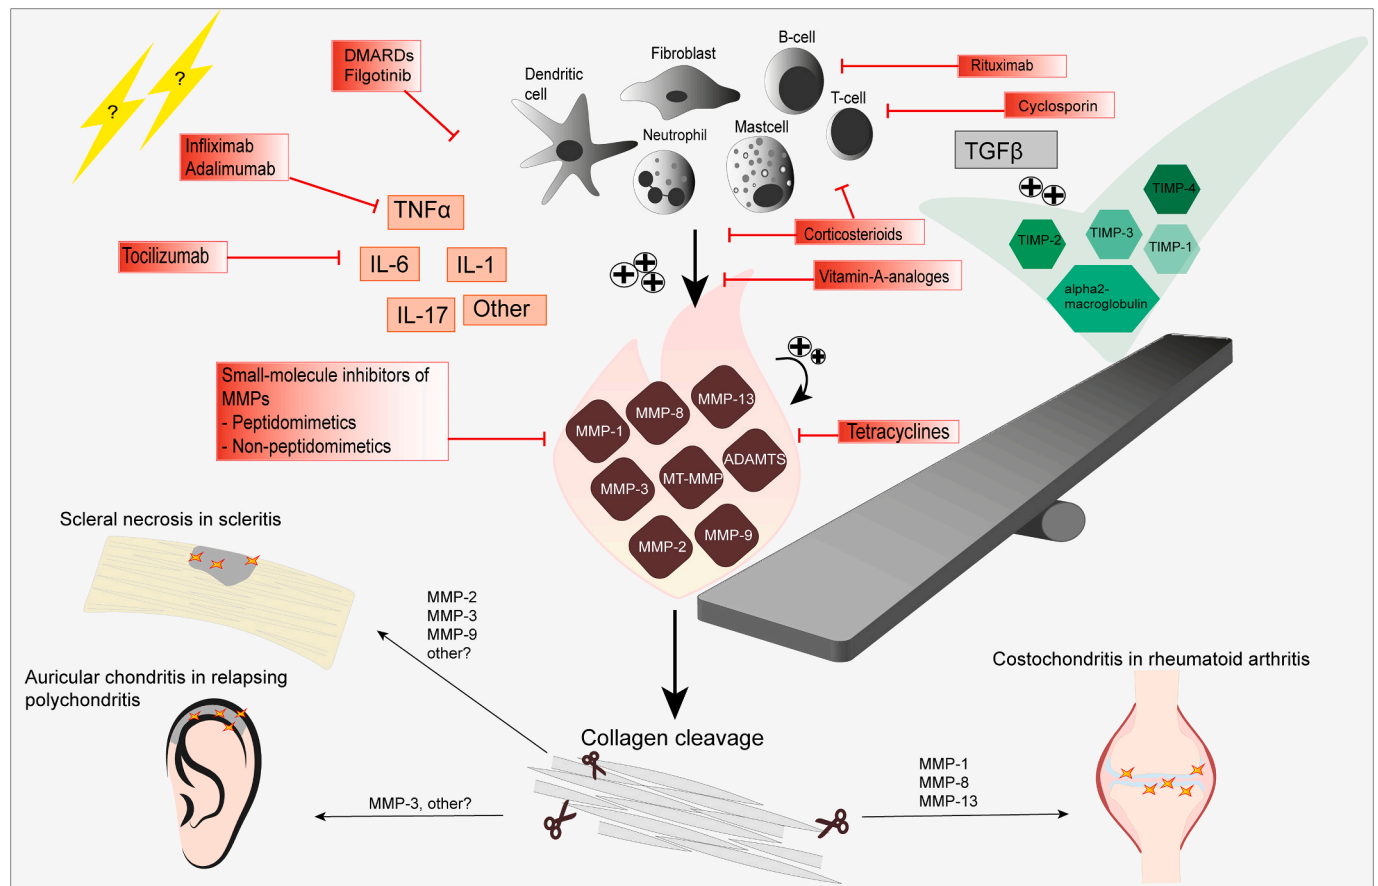 ?
?
DMARDs
Filgotinib
Infliximab
Adalimumab
Tocilizumab
TNFα
IL-6
IL-1
IL-17
Other
Dendritic
cell
Fibroblast
B-cell
T-cell
Neutrophil
Mastcell
Rituximab
Cyclosporin
TGFβ
Corticosterioids
Vitamin-A-analoges
TIMP-4
TIMP-2
TIMP-3
TIMP-1
alpha2-
macroglobulin
Small-molecule inhibitors of
MMPs
- Peptidomimetics
- Non-peptidomimetics
MMP-1
MMP-8
MMP-13
MMP-3
MT-MMP
ADAMTS
MMP-2
MMP-9
Tetracyclines
Scleral necrosis in scleritis
MMP-2
MMP-3
MMP-9
other?
Auricular chondritis in relapsing
polychondritis
MMP-3, other?
Collagen cleavage
MMP-1
MMP-8
MMP-13
Costochondritis in rheumatoid arthritis